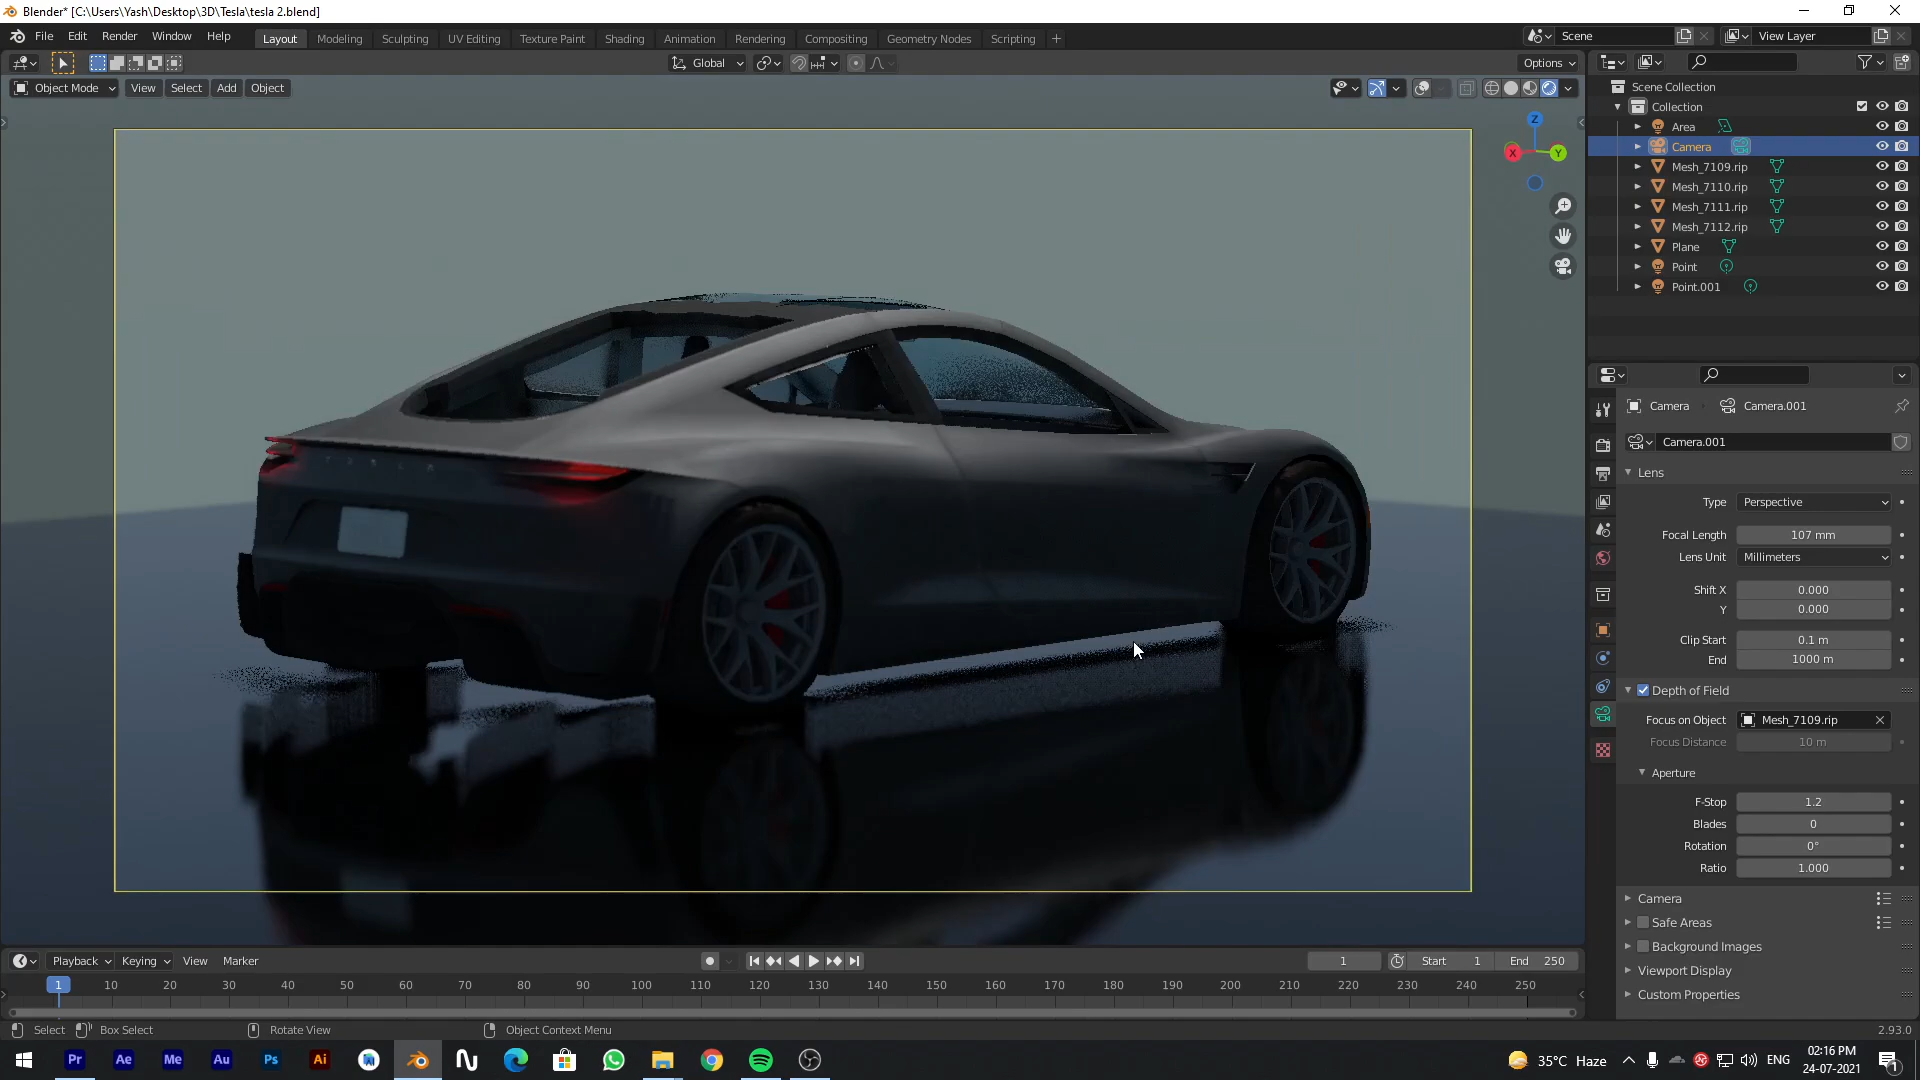 Blender* [C:\Users\Yash\Desktop\3D\Tesla\tesla 2.blend]
File Edit Render Window Help
Layout Modeling Sculpting UV Editing Texture Paint Shading Animation Rendering Compositing Geometry Nodes Scripting +
Scene View Layer
Global Options
Object Mode View Select Add Object
Scene Collection
Collection
Area
Camera
Mesh_7109.rip
Mesh_7110.rip
Mesh_7111.rip
Mesh_7112.rip
Plane
Point
Point.001
Z
X
Y
TESLA
Camera Camera.001
Camera.001
Lens
Type Perspective
Focal Length 107 mm
Lens Unit Millimeters
Shift X 0.000
Y 0.000
Clip Start 0.1 m
End 1000 m
Depth of Field
Focus on Object Mesh_7109.rip
Focus Distance 10 m
Aperture
F-Stop 1.2
Blades 0
Rotation 0°
Ratio 1.000
Camera
Safe Areas
Background Images
Viewport Display
Custom Properties
Playback Keying View Marker
1 Start 1 End 250
1 10 20 30 40 50 60 70 80 90 100 110 120 130 140 150 160 170 180 190 200 210 220 230 240 250
Select Box Select Rotate View Object Context Menu
2.93.0
Pr Ae Me Au Ps Ai
35°C Haze ENG 02:16 PM
24-07-2021
1